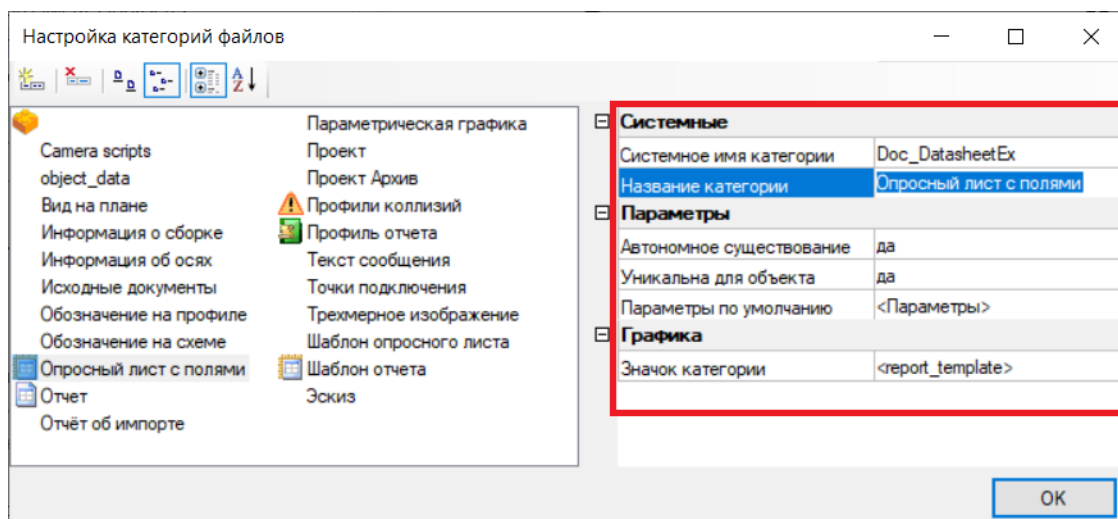 Настройка категорий файлов
Camera scripts
object_data
Вид на плане
Информация о сборке
Информация об осях
Исходные документы
Обозначение на профиле
Обозначение на схеме
Опросный лист с полями
Отчет
Отчёт об импорте
Параметрическая графика
Проект
Проект Архив
Профили коллизий
Профиль отчета
Текст сообщения
Точки подключения
Трехмерное изображение
Шаблон опросного листа
Шаблон отчета
Эскиз
Системные
Системное имя категории Doc_DatasheetEx
Название категории Опросный лист с полями
Параметры
Автономное существование да
Уникальна для объекта да
Параметры по умолчанию <Параметры>
Графика
Значок категории <report_template>
OK